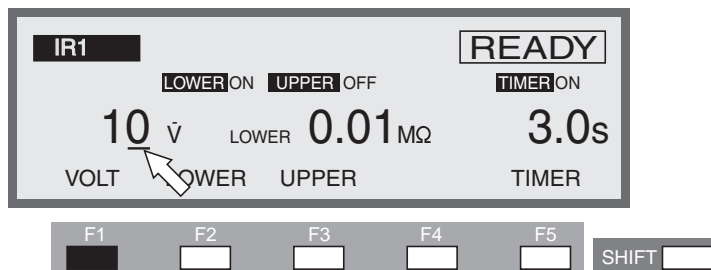 IR1 READY
LOWER ON UPPER OFF TIMER ON
10 V̄ LOWER 0.01 MΩ 3.0s
VOLT LOWER UPPER TIMER
F1 F2 F3 F4 F5
SHIFT